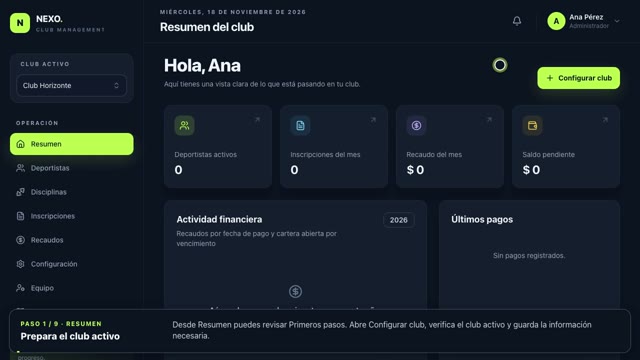 N
NEXO.
CLUB MANAGEMENT
MIÉRCOLES, 18 DE NOVIEMBRE DE 2026
Resumen del club
A
Ana Pérez
Administrador
CLUB ACTIVO
Club Horizonte
OPERACIÓN
Resumen
Deportistas
Disciplinas
Inscripciones
Recaudos
Configuración
Equipo
Hola, Ana
Aquí tienes una vista clara de lo que está pasando en tu club.
Configurar club
Deportistas activos
0
Inscripciones del mes
0
Recaudo del mes
$ 0
Saldo pendiente
$ 0
Actividad financiera
2026
Recaudos por fecha de pago y cartera abierta por
vencimiento
Últimos pagos
Sin pagos registrados.
PASO 1 / 9 · RESUMEN
Prepara el club activo
Desde Resumen puedes revisar Primeros pasos. Abre Configurar club, verifica el club activo y guarda la información
necesaria.
progreso.